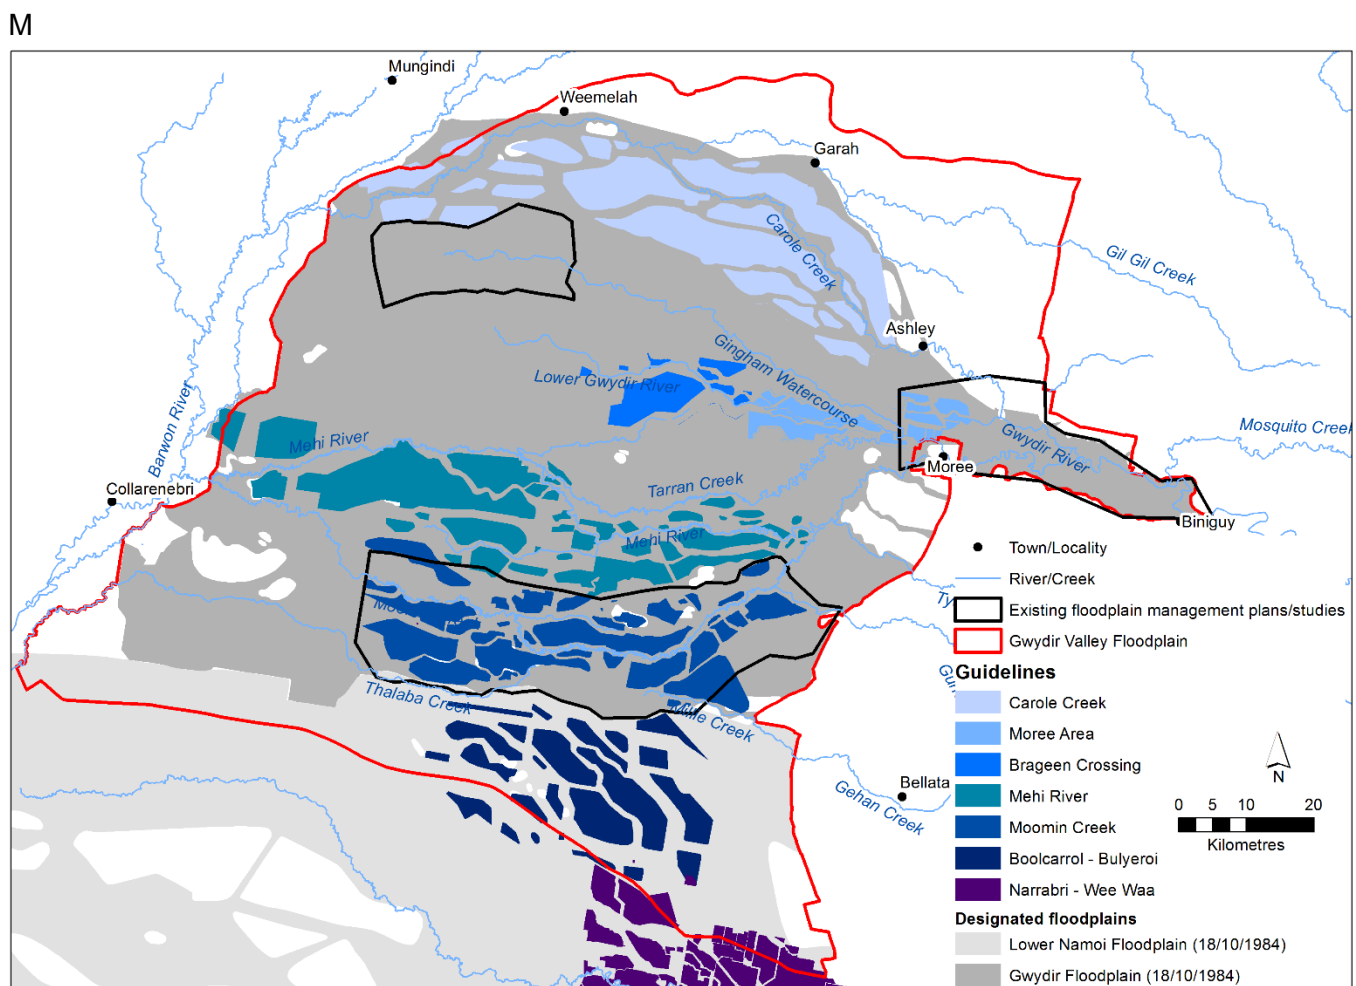 M
Mungindi
Weemelah
Garah
Carole Creek
Gil Gil Creek
Ashley
Gingham Watercourse
Lower Gwydir River
Barwon River
Mehi River
Gwydir River
Mosquito Creek
Moree
Collarenebri
Tarran Creek
Biniguy
Mehi River
Thalaba Creek
Millie Creek
Bellata
Gehan Creek
Town/Locality
River/Creek
Existing floodplain management plans/studies
Gwydir Valley Floodplain
Guidelines
Carole Creek
Moree Area
Brageen Crossing
Mehi River
Moomin Creek
Boolcarrol - Bulyeroi
Narrabri - Wee Waa
Designated floodplains
Lower Namoi Floodplain (18/10/1984)
Gwydir Floodplain (18/10/1984)
N
0 5 10 20
Kilometres